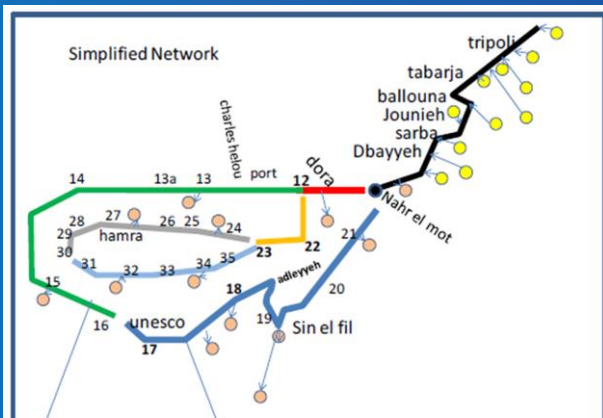 Simplified Network
tripoli
tabarja
ballouna
Jounieh
sarba
Dbayyeh
charles helou
port
dora
12
13
13a
14
Nahr el mot
28
27
26
25
24
29
hamra
30
23
22
21
31
32
33
34
35
adleyyeh
20
15
18
19
16
unesco
Sin el fil
17